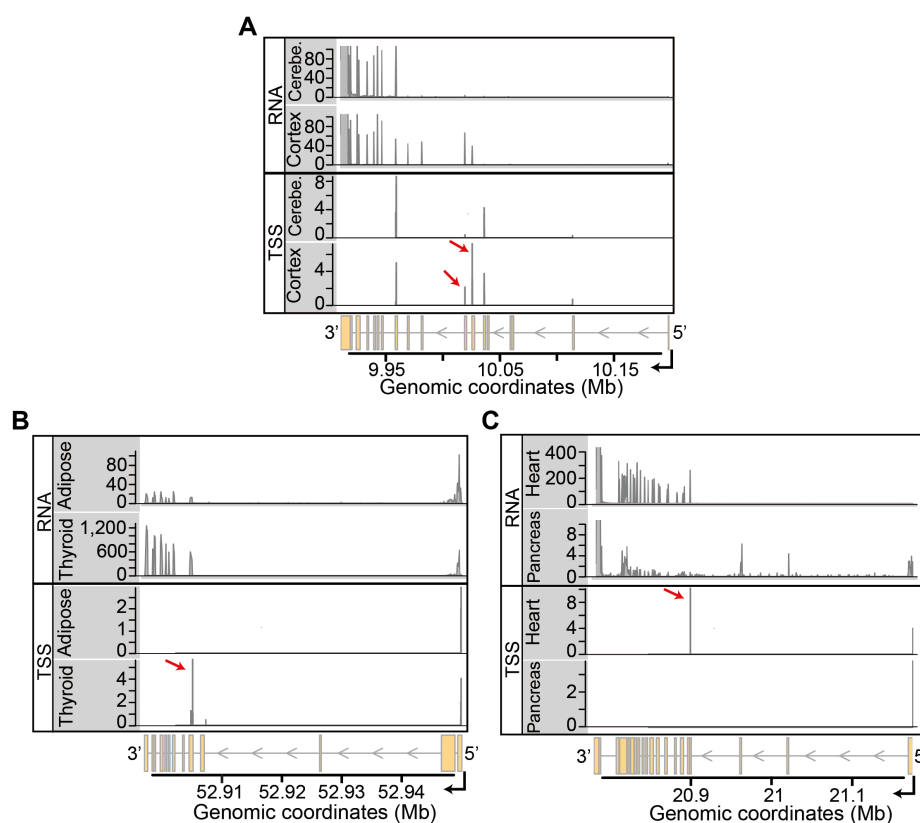 A
RNA
Cerebe.
80
40
0
Cortex
80
40
0
TSS
Cerebe.
8
4
0
Cortex
4
0
3’ 5’
9.95 10.05 10.15
Genomic coordinates (Mb)
B
RNA
Adipose
80
40
0
Thyroid
1,200
600
0
TSS
Adipose
2
1
0
Thyroid
4
2
0
3’ 5’
52.91 52.92 52.93 52.94
Genomic coordinates (Mb)
C
RNA
Heart
400
200
0
Pancreas
8
4
0
TSS
Heart
8
4
0
Pancreas
2
0
3’ 5’
20.9 21 21.1
Genomic coordinates (Mb)